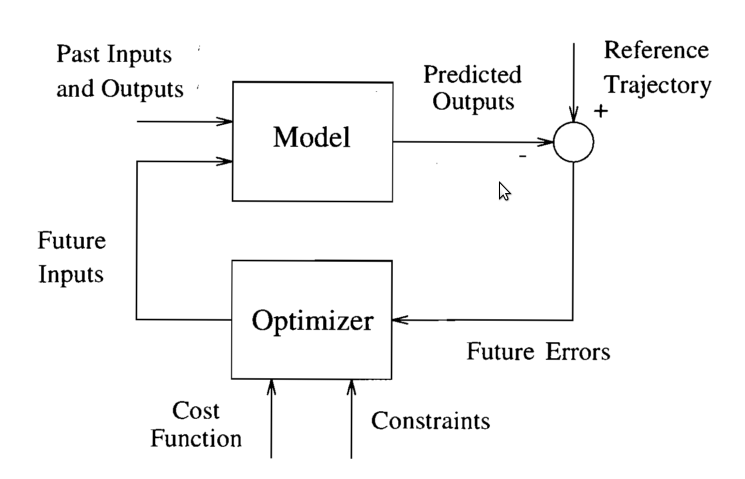 Past Inputs
and Outputs
Model
Predicted
Outputs
Reference
Trajectory
+
-
Future
Inputs
Optimizer
Future Errors
Cost
Function
Constraints